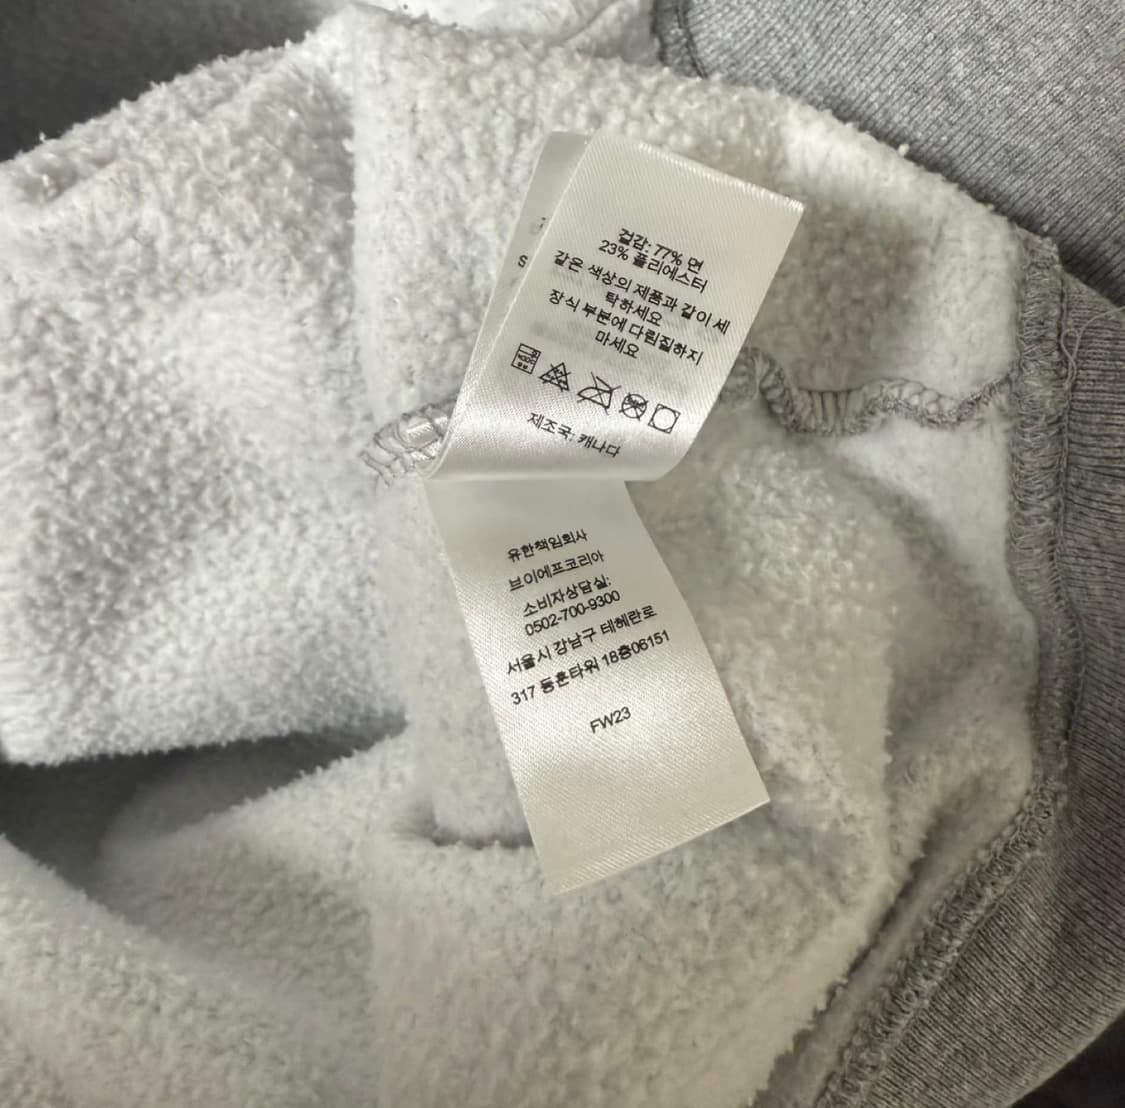 겉감: 77% 면
23% 폴리에스터
같은 색상의 제품과 같이 세
탁하세요
장식 부분에 다림질하지
마세요
제조국: 캐나다
유한책임회사
브이에프코리아
소비자상담실:
0502-700-9300
서울시 강남구 테헤란로
317 동훈타워 18층06151
FW23
S